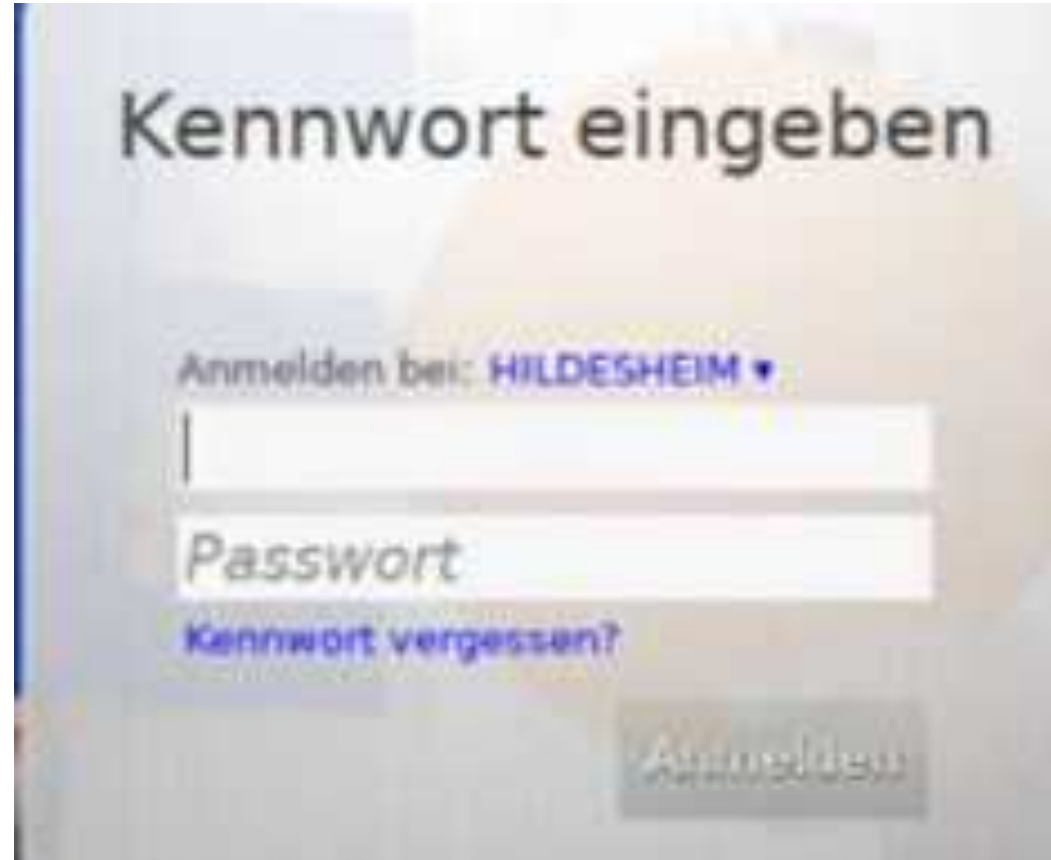 Kennwort eingeben
Anmelden bei: HILDESHEIM ▾
Passwort
Kennwort vergessen?
Anmelden